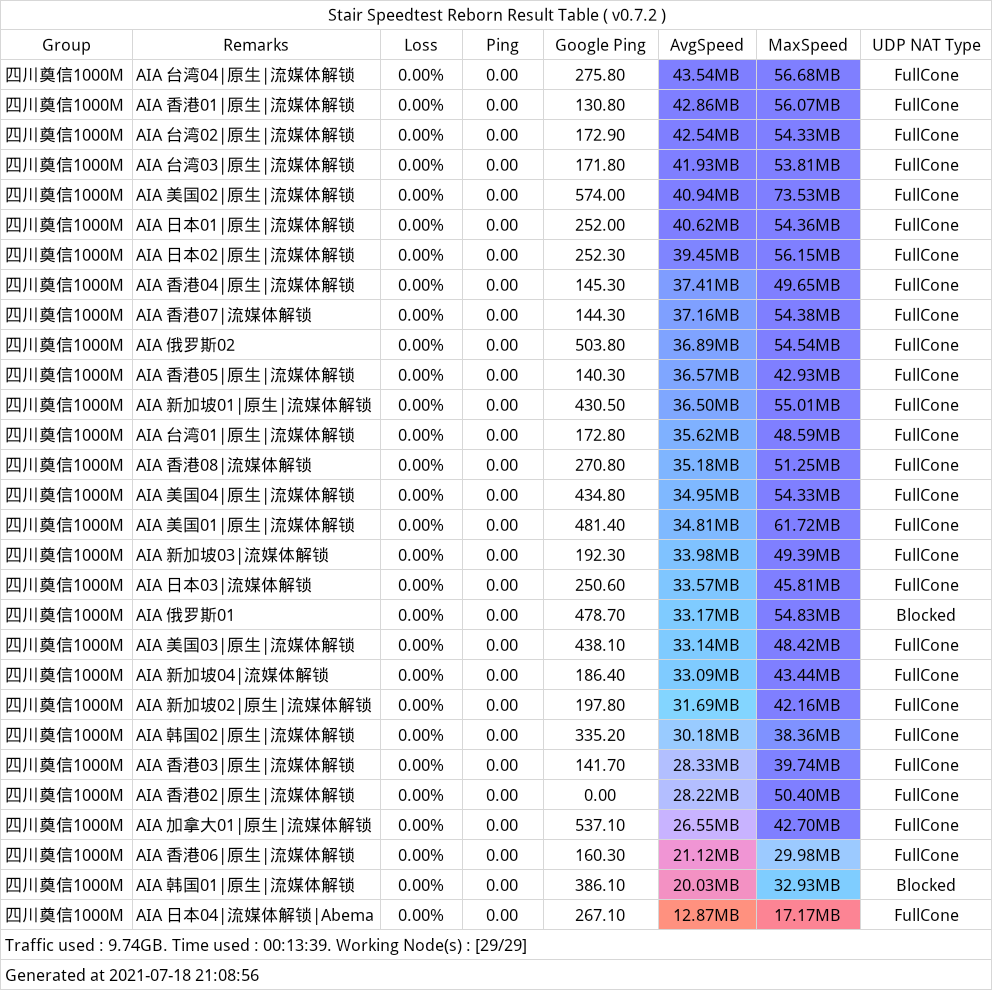 Stair Speedtest Reborn Result Table ( v0.7.2 )
Group Remarks Loss Ping Google Ping AvgSpeed MaxSpeed UDP NAT Type
四川奠信1000M AIA 台湾04|原生|流媒体解锁 0.00% 0.00 275.80 43.54MB 56.68MB FullCone
四川奠信1000M AIA 香港01|原生|流媒体解锁 0.00% 0.00 130.80 42.86MB 56.07MB FullCone
四川奠信1000M AIA 台湾02|原生|流媒体解锁 0.00% 0.00 172.90 42.54MB 54.33MB FullCone
四川奠信1000M AIA 台湾03|原生|流媒体解锁 0.00% 0.00 171.80 41.93MB 53.81MB FullCone
四川奠信1000M AIA 美国02|原生|流媒体解锁 0.00% 0.00 574.00 40.94MB 73.53MB FullCone
四川奠信1000M AIA 日本01|原生|流媒体解锁 0.00% 0.00 252.00 40.62MB 54.36MB FullCone
四川奠信1000M AIA 日本02|原生|流媒体解锁 0.00% 0.00 252.30 39.45MB 56.15MB FullCone
四川奠信1000M AIA 香港04|原生|流媒体解锁 0.00% 0.00 145.30 37.41MB 49.65MB FullCone
四川奠信1000M AIA 香港07|流媒体解锁 0.00% 0.00 144.30 37.16MB 54.38MB FullCone
四川奠信1000M AIA 俄罗斯02 0.00% 0.00 503.80 36.89MB 54.54MB FullCone
四川奠信1000M AIA 香港05|原生|流媒体解锁 0.00% 0.00 140.30 36.57MB 42.93MB FullCone
四川奠信1000M AIA 新加坡01|原生|流媒体解锁 0.00% 0.00 430.50 36.50MB 55.01MB FullCone
四川奠信1000M AIA 台湾01|原生|流媒体解锁 0.00% 0.00 172.80 35.62MB 48.59MB FullCone
四川奠信1000M AIA 香港08|流媒体解锁 0.00% 0.00 270.80 35.18MB 51.25MB FullCone
四川奠信1000M AIA 美国04|原生|流媒体解锁 0.00% 0.00 434.80 34.95MB 54.33MB FullCone
四川奠信1000M AIA 美国01|原生|流媒体解锁 0.00% 0.00 481.40 34.81MB 61.72MB FullCone
四川奠信1000M AIA 新加坡03|流媒体解锁 0.00% 0.00 192.30 33.98MB 49.39MB FullCone
四川奠信1000M AIA 日本03|流媒体解锁 0.00% 0.00 250.60 33.57MB 45.81MB FullCone
四川奠信1000M AIA 俄罗斯01 0.00% 0.00 478.70 33.17MB 54.83MB Blocked
四川奠信1000M AIA 美国03|原生|流媒体解锁 0.00% 0.00 438.10 33.14MB 48.42MB FullCone
四川奠信1000M AIA 新加坡04|流媒体解锁 0.00% 0.00 186.40 33.09MB 43.44MB FullCone
四川奠信1000M AIA 新加坡02|原生|流媒体解锁 0.00% 0.00 197.80 31.69MB 42.16MB FullCone
四川奠信1000M AIA 韩国02|原生|流媒体解锁 0.00% 0.00 335.20 30.18MB 38.36MB FullCone
四川奠信1000M AIA 香港03|原生|流媒体解锁 0.00% 0.00 141.70 28.33MB 39.74MB FullCone
四川奠信1000M AIA 香港02|原生|流媒体解锁 0.00% 0.00 0.00 28.22MB 50.40MB FullCone
四川奠信1000M AIA 加拿大01|原生|流媒体解锁 0.00% 0.00 537.10 26.55MB 42.70MB FullCone
四川奠信1000M AIA 香港06|原生|流媒体解锁 0.00% 0.00 160.30 21.12MB 29.98MB FullCone
四川奠信1000M AIA 韩国01|原生|流媒体解锁 0.00% 0.00 386.10 20.03MB 32.93MB Blocked
四川奠信1000M AIA 日本04|流媒体解锁|Abema 0.00% 0.00 267.10 12.87MB 17.17MB FullCone
Traffic used : 9.74GB. Time used : 00:13:39. Working Node(s) : [29/29]
Generated at 2021-07-18 21:08:56